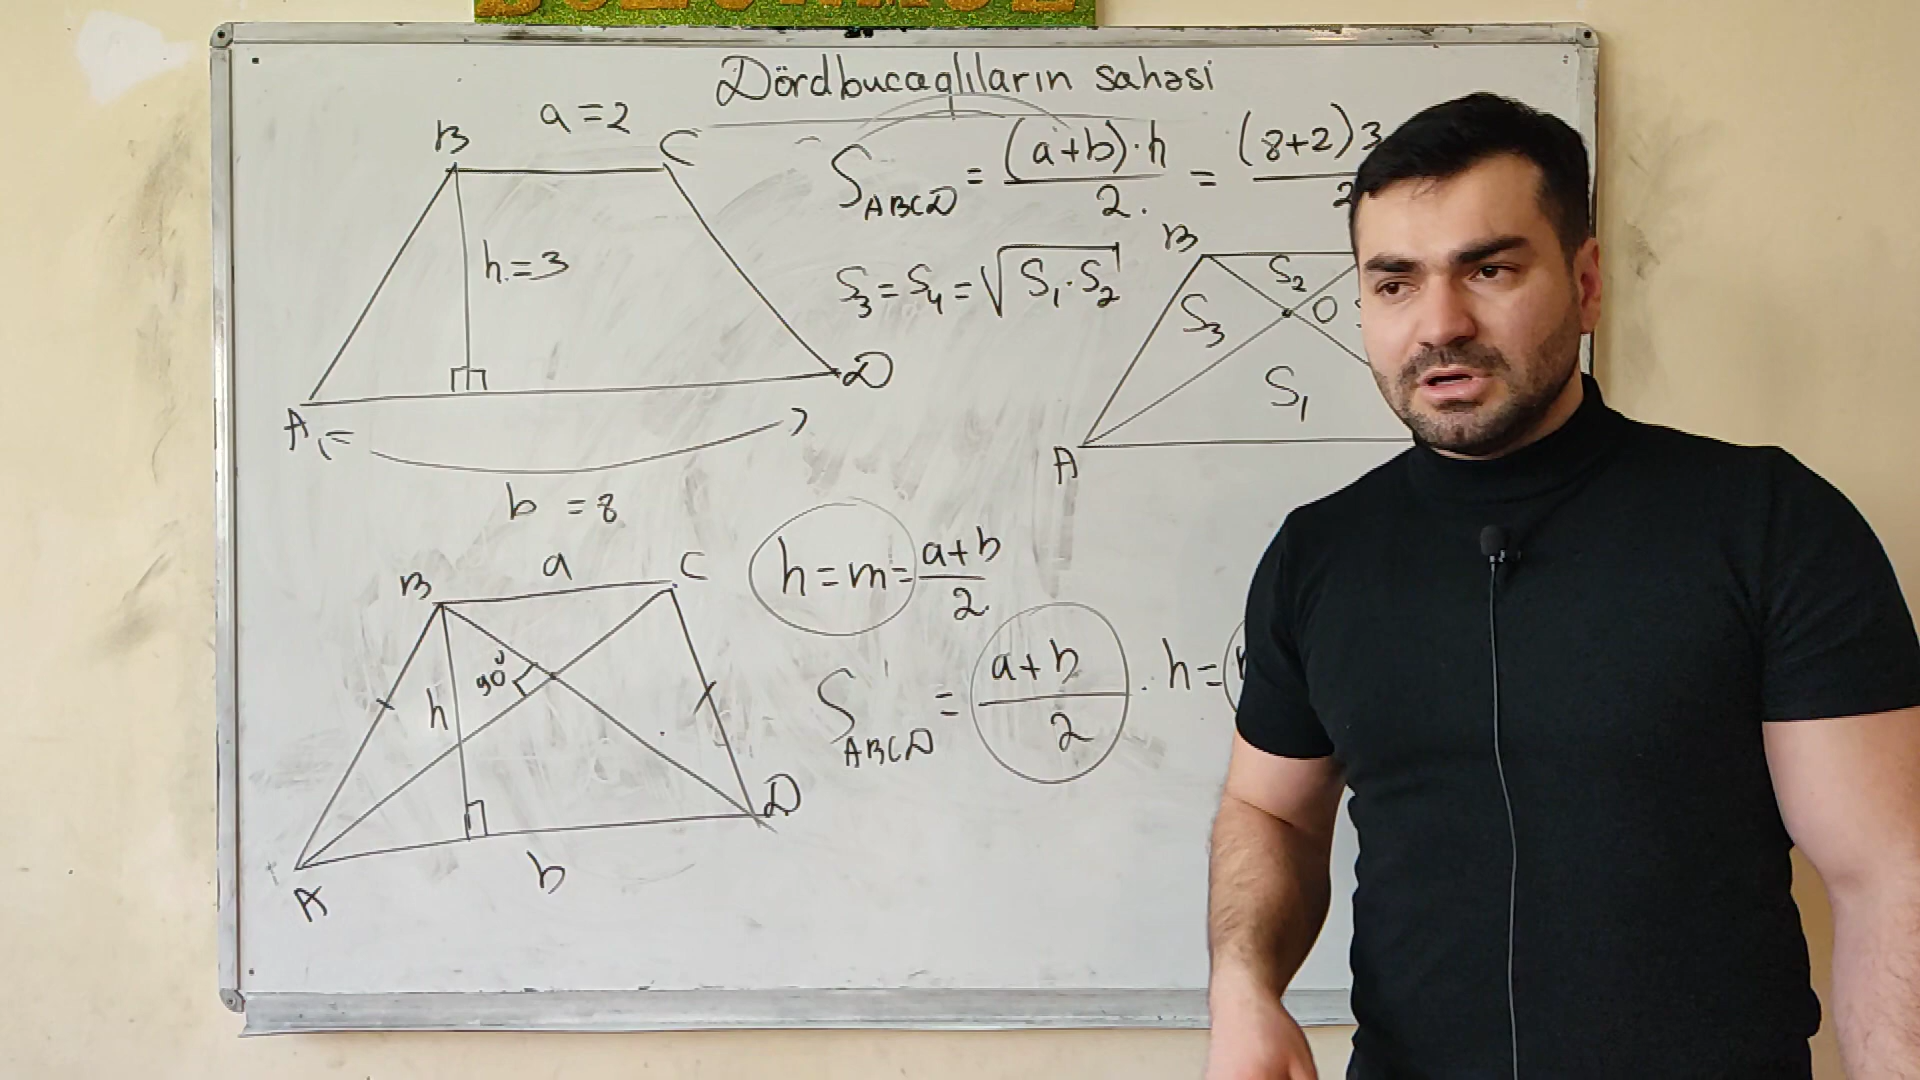 Dördbucaqlıların sahəsi
a=2
B
C
h=3
A
D
b = 8
S_ABCD = (a+b)·h / 2. = (8+2)3 / 2
S₃=S₄=√S₁·S₂
B
S₂
S₃
O
S₁
A
B
a
C
90°
h
A
b
D
h=m=a+b / 2.
S_ABCD = a+b / 2 · h=